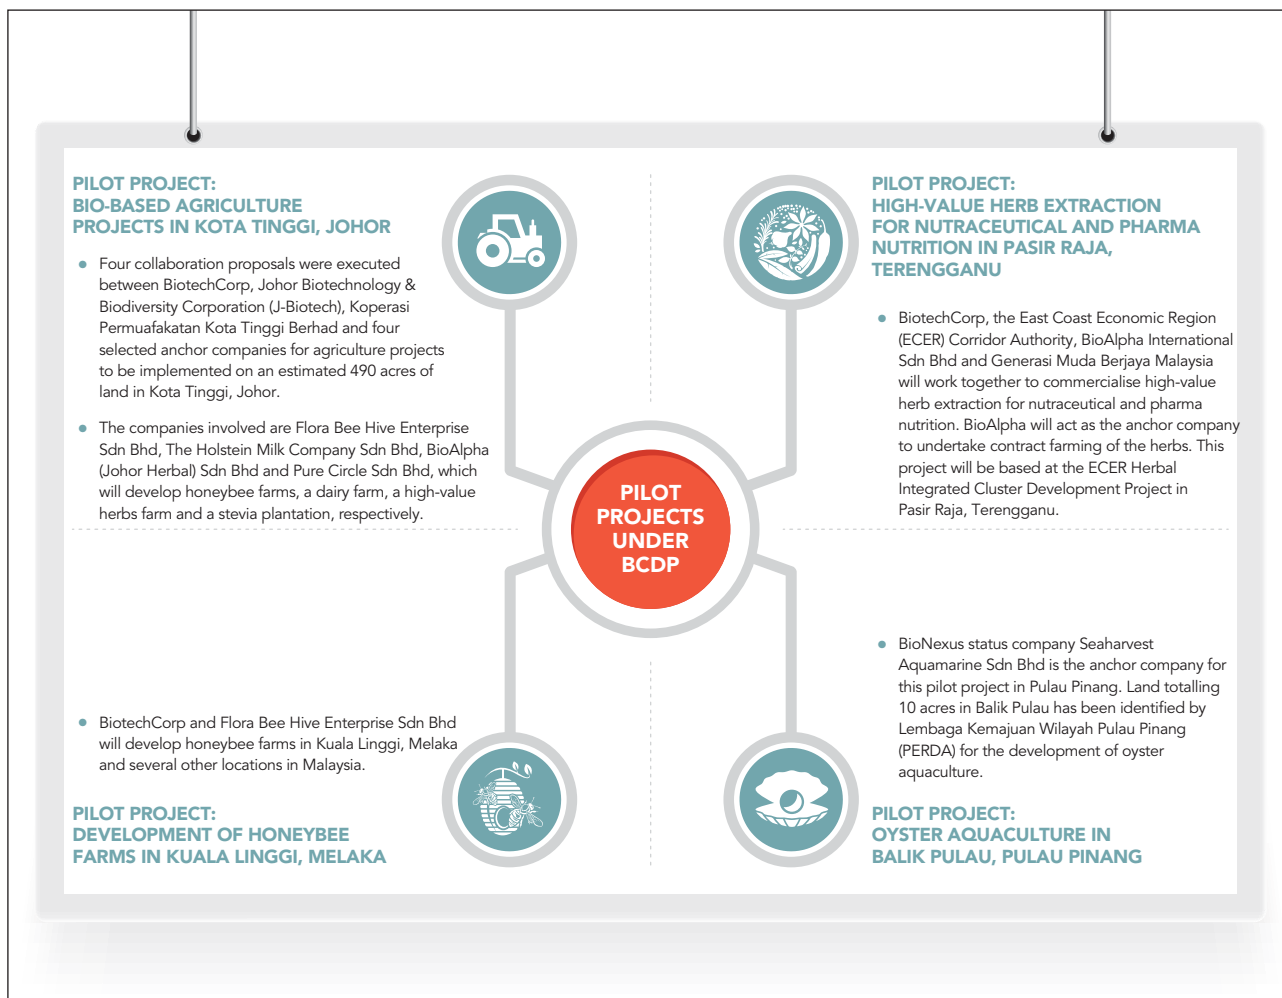 PILOT PROJECT:
BIO-BASED AGRICULTURE
PROJECTS IN KOTA TINGGI, JOHOR
Four collaboration proposals were executed
between BiotechCorp, Johor Biotechnology &
Biodiversity Corporation (J-Biotech), Koperasi
Permuafakatan Kota Tinggi Berhad and four
selected anchor companies for agriculture projects
to be implemented on an estimated 490 acres of
land in Kota Tinggi, Johor.
The companies involved are Flora Bee Hive Enterprise
Sdn Bhd, The Holstein Milk Company Sdn Bhd, BioAlpha
(Johor Herbal) Sdn Bhd and Pure Circle Sdn Bhd, which
will develop honeybee farms, a dairy farm, a high-value
herbs farm and a stevia plantation, respectively.
PILOT PROJECT:
HIGH-VALUE HERB EXTRACTION
FOR NUTRACEUTICAL AND PHARMA
NUTRITION IN PASIR RAJA,
TERENGGANU
BiotechCorp, the East Coast Economic Region
(ECER) Corridor Authority, BioAlpha International
Sdn Bhd and Generasi Muda Berjaya Malaysia
will work together to commercialise high-value
herb extraction for nutraceutical and pharma
nutrition. BioAlpha will act as the anchor company
to undertake contract farming of the herbs. This
project will be based at the ECER Herbal
Integrated Cluster Development Project in
Pasir Raja, Terengganu.
PILOT
PROJECTS
UNDER
BCDP
BiotechCorp and Flora Bee Hive Enterprise Sdn Bhd
will develop honeybee farms in Kuala Linggi, Melaka
and several other locations in Malaysia.
PILOT PROJECT:
DEVELOPMENT OF HONEYBEE
FARMS IN KUALA LINGGI, MELAKA
BioNexus status company Seaharvest
Aquamarine Sdn Bhd is the anchor company for
this pilot project in Pulau Pinang. Land totalling
10 acres in Balik Pulau has been identified by
Lembaga Kemajuan Wilayah Pulau Pinang
(PERDA) for the development of oyster
aquaculture.
PILOT PROJECT:
OYSTER AQUACULTURE IN
BALIK PULAU, PULAU PINANG